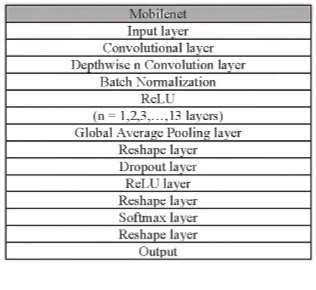 Mobilenet
Input layer
Convolutional layer
Depthwise n Convolution layer
Batch Normalization
ReLU
(n = 1,2,3,…,13 layers)
Global Average Pooling layer
Reshape layer
Dropout layer
ReLU layer
Reshape layer
Softmax layer
Reshape layer
Output